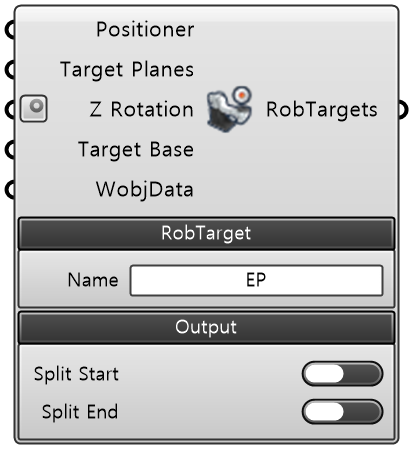 Positioner
Target Planes
Z Rotation
RobTargets
Target Base
WobjData
RobTarget
Name
EP
Output
Split Start
Split End